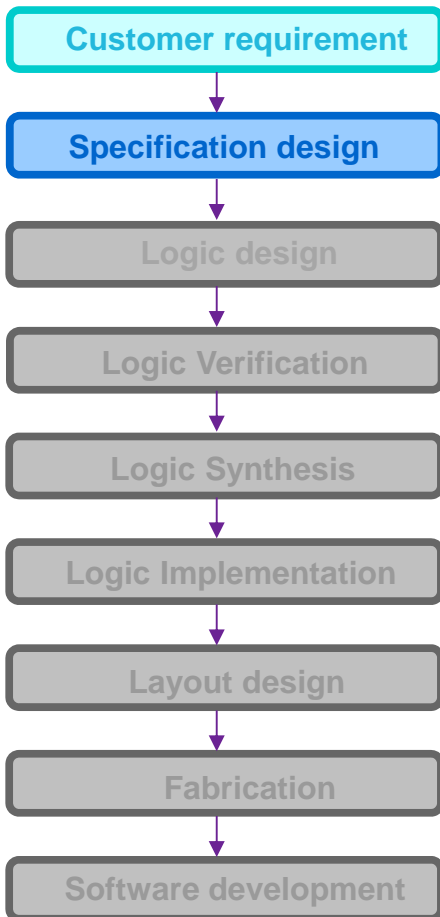 Customer requirement
Specification design
Logic design
Logic Verification
Logic Synthesis
Logic Implementation
Layout design
Fabrication
Software development